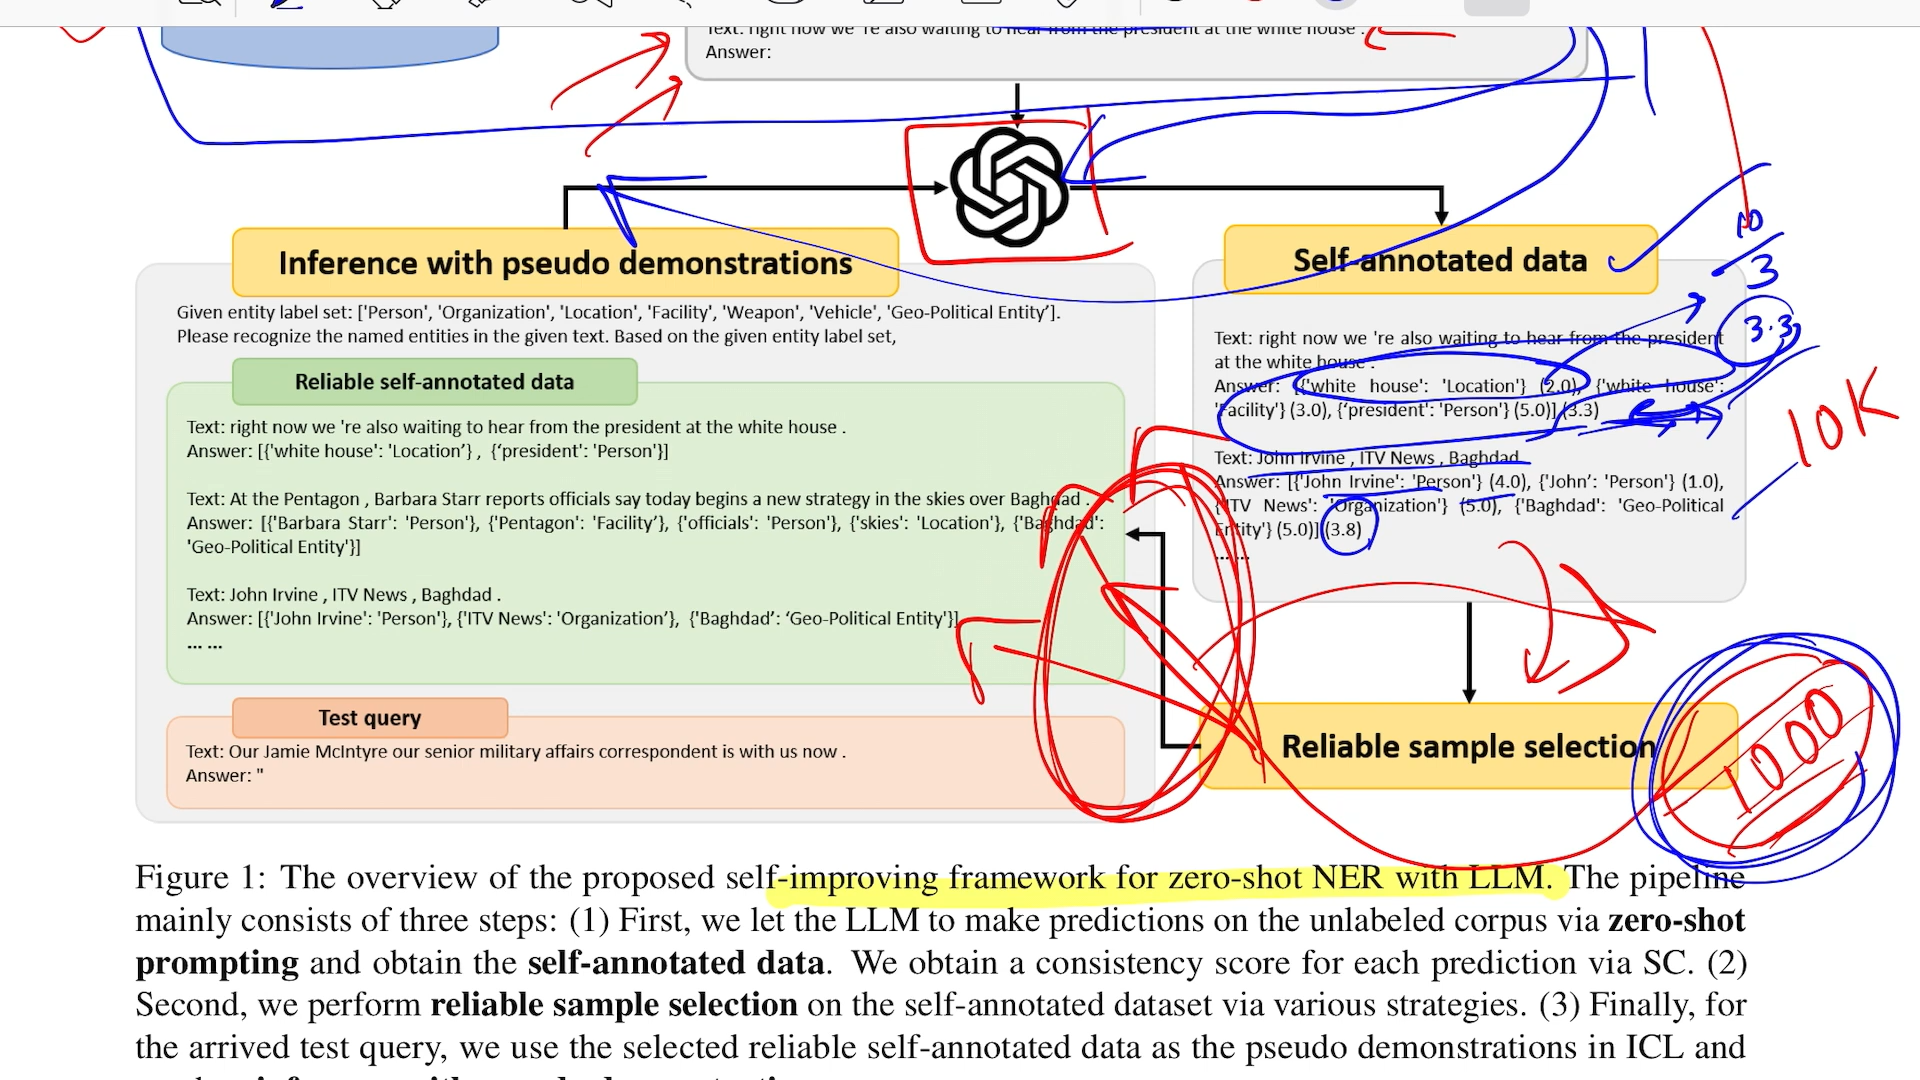 Text: right now we 're also waiting to hear from the president at the white house .
Answer:
Inference with pseudo demonstrations
Given entity label set: ['Person', 'Organization', 'Location', 'Facility', 'Weapon', 'Vehicle', 'Geo-Political Entity'].
Please recognize the named entities in the given text. Based on the given entity label set,
Reliable self-annotated data
Text: right now we 're also waiting to hear from the president at the white house .
Answer: [{'white house': 'Location'} , {'president': 'Person'}]
Text: At the Pentagon , Barbara Starr reports officials say today begins a new strategy in the skies over Baghdad .
Answer: [{'Barbara Starr': 'Person'}, {'Pentagon': 'Facility'}, {'officials': 'Person'}, {'skies': 'Location'}, {'Baghdad':
'Geo-Political Entity'}]
Text: John Irvine , ITV News , Baghdad .
Answer: [{'John Irvine': 'Person'}, {'ITV News': 'Organization'}, {'Baghdad': 'Geo-Political Entity'}]
... ...
Test query
Text: Our Jamie McIntyre our senior military affairs correspondent is with us now .
Answer: "
Self-annotated data
10
3
3.3
Text: right now we 're also waiting to hear from the president
at the white house .
Answer: [{'white house': 'Location'} (2.0), {'white house':
'Facility'} (3.0), {'president': 'Person'} (5.0)] (3.3)
10K
Text: John Irvine , ITV News , Baghdad
Answer: [{'John Irvine': 'Person'} (4.0), {'John': 'Person'} (1.0),
{'ITV News': 'Organization'} (5.0), {'Baghdad': 'Geo-Political
Entity'} (5.0)] (3.8)
... ...
Reliable sample selection
1000
Figure 1: The overview of the proposed self-improving framework for zero-shot NER with LLM. The pipeline
mainly consists of three steps: (1) First, we let the LLM to make predictions on the unlabeled corpus via zero-shot
prompting and obtain the self-annotated data. We obtain a consistency score for each prediction via SC. (2)
Second, we perform reliable sample selection on the self-annotated dataset via various strategies. (3) Finally, for
the arrived test query, we use the selected reliable self-annotated data as the pseudo demonstrations in ICL and